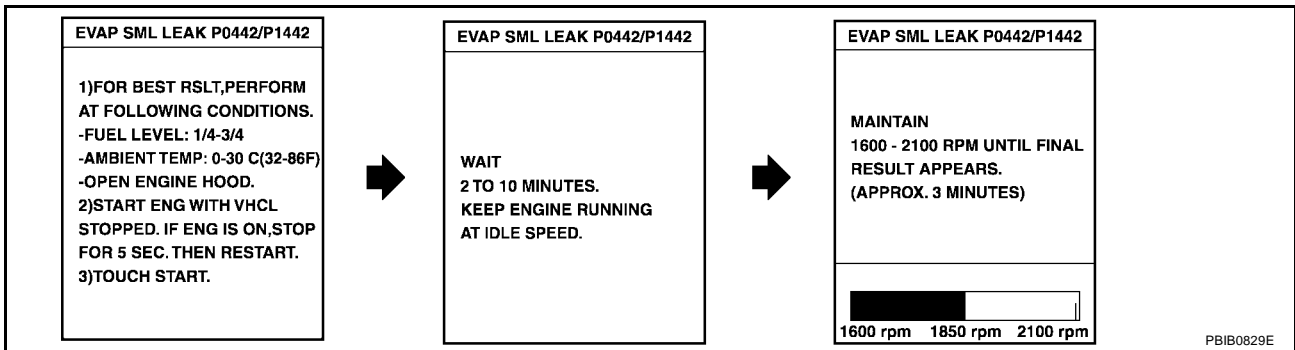 EVAP SML LEAK P0442/P1442
1)FOR BEST RSLT,PERFORM
AT FOLLOWING CONDITIONS.
-FUEL LEVEL: 1/4-3/4
-AMBIENT TEMP: 0-30 C(32-86F)
-OPEN ENGINE HOOD.
2)START ENG WITH VHCL
STOPPED. IF ENG IS ON,STOP
FOR 5 SEC. THEN RESTART.
3)TOUCH START.
EVAP SML LEAK P0442/P1442
WAIT
2 TO 10 MINUTES.
KEEP ENGINE RUNNING
AT IDLE SPEED.
EVAP SML LEAK P0442/P1442
MAINTAIN
1600 - 2100 RPM UNTIL FINAL
RESULT APPEARS.
(APPROX. 3 MINUTES)
1600 rpm 1850 rpm 2100 rpm
PBIB0829E